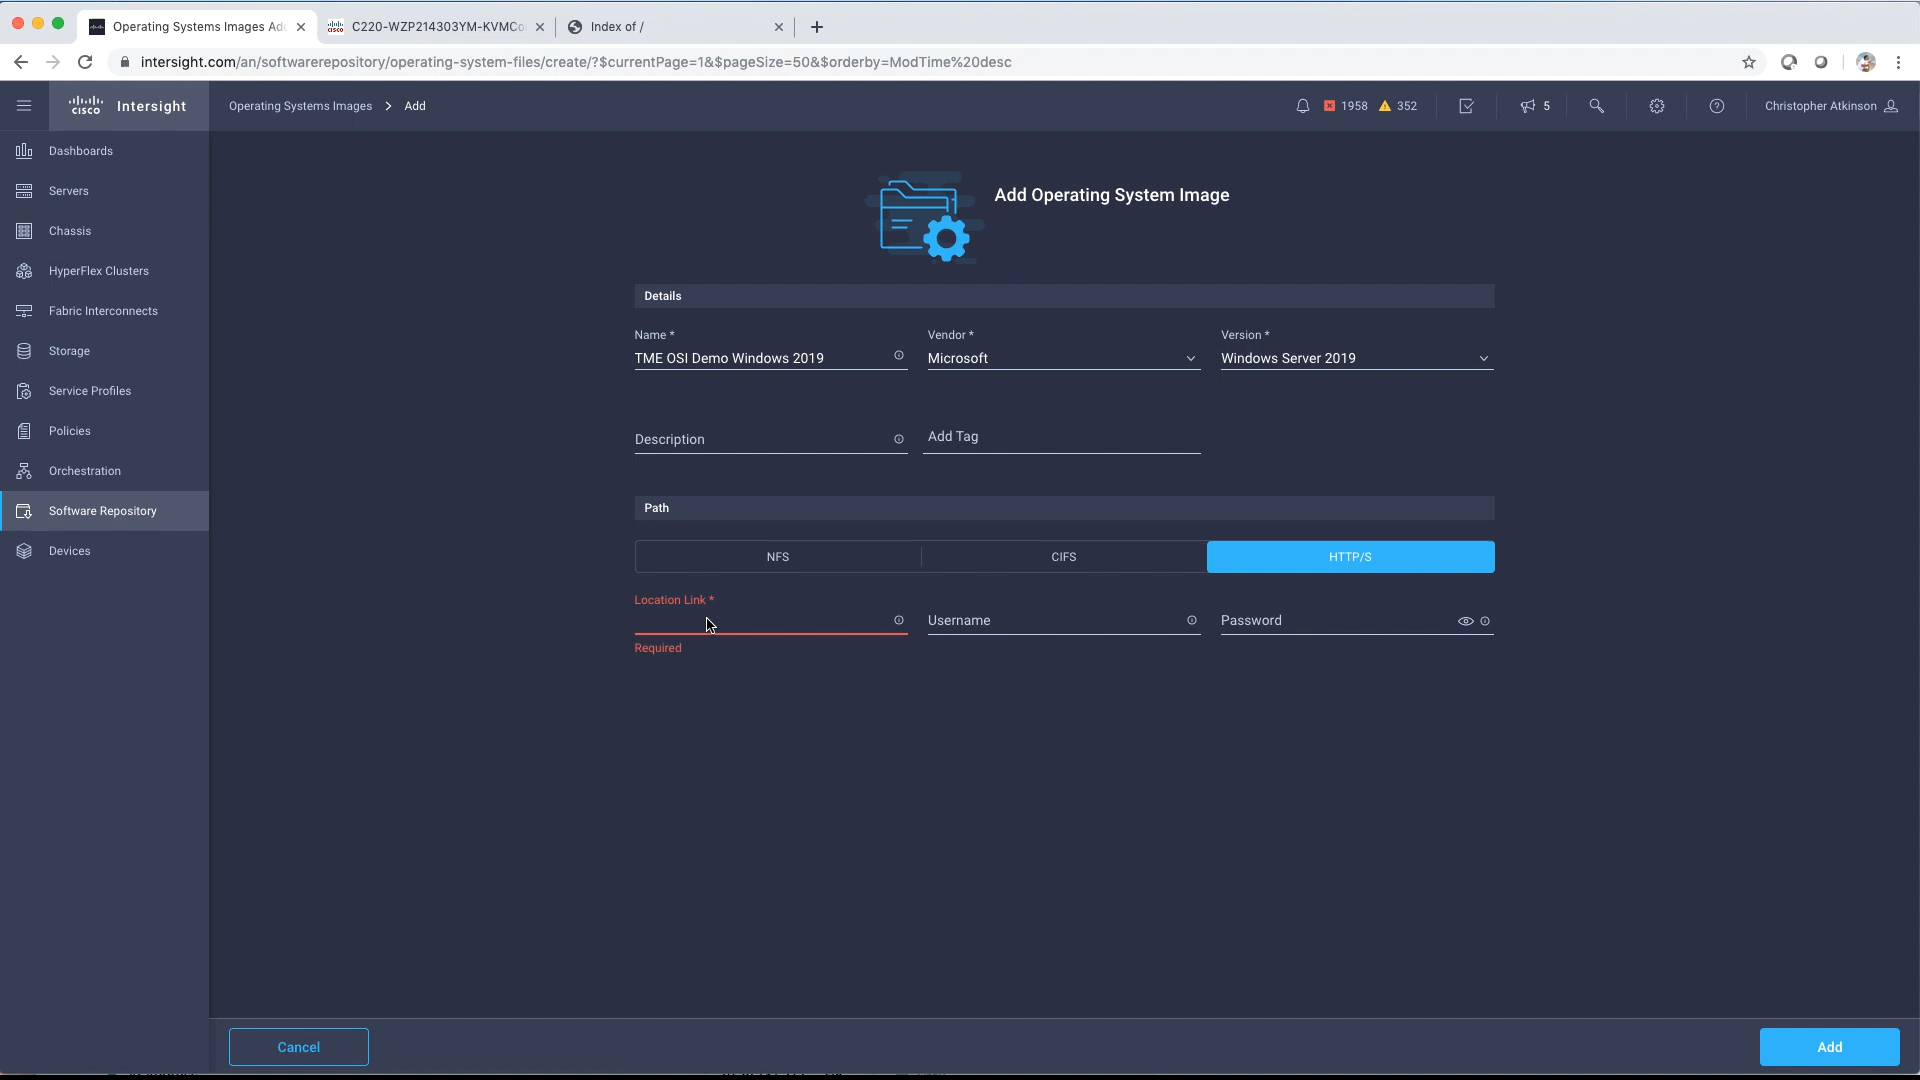 Operating Systems Images Ad
C220-WZP214303YM-KVMCo
Index of /
intersight.com/an/softwarerepository/operating-system-files/create/?$currentPage=1&$pageSize=50&$orderby=ModTime%20desc
cisco Intersight
Operating Systems Images > Add
1958
352
5
Christopher Atkinson
Dashboards
Servers
Chassis
HyperFlex Clusters
Fabric Interconnects
Storage
Service Profiles
Policies
Orchestration
Software Repository
Devices
Add Operating System Image
Details
Name * Vendor * Version *
TME OSI Demo Windows 2019 Microsoft Windows Server 2019
Description Add Tag
Path
NFS CIFS HTTP/S
Location Link *
Username Password
Required
Cancel Add